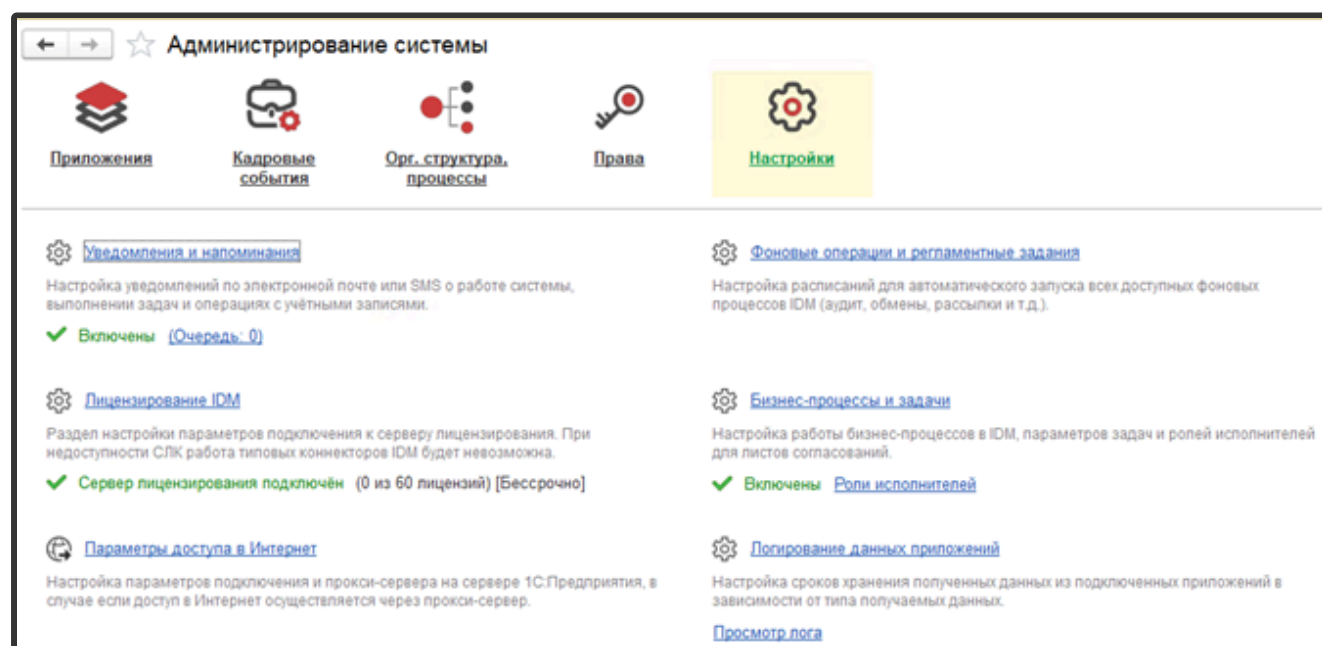 Администрирование системы
Приложения
Кадровые
события
Орг. структура,
процессы
Права
Настройки
Уведомления и напоминания
Настройка уведомлений по электронной почте или SMS о работе системы,
выполнении задач и операциях с учётными записями.
Включены (Очередь: 0)
Фоновые операции и регламентные задания
Настройка расписаний для автоматического запуска всех доступных фоновых
процессов IDM (аудит, обмены, рассылки и т.д.).
Лицензирование IDM
Раздел настройки параметров подключения к серверу лицензирования. При
недоступности СЛК работа типовых коннекторов IDM будет невозможна.
Сервер лицензирования подключён (0 из 60 лицензий) [Бессрочно]
Бизнес-процессы и задачи
Настройка работы бизнес-процессов в IDM, параметров задач и ролей исполнителей
для листов согласований.
Включены Роли исполнителей
Параметры доступа в Интернет
Настройка параметров подключения и прокси-сервера на сервере 1С:Предприятия, в
случае если доступ в Интернет осуществляется через прокси-сервер.
Логирование данных приложений
Настройка сроков хранения полученных данных из подключенных приложений в
зависимости от типа получаемых данных.
Просмотр лога